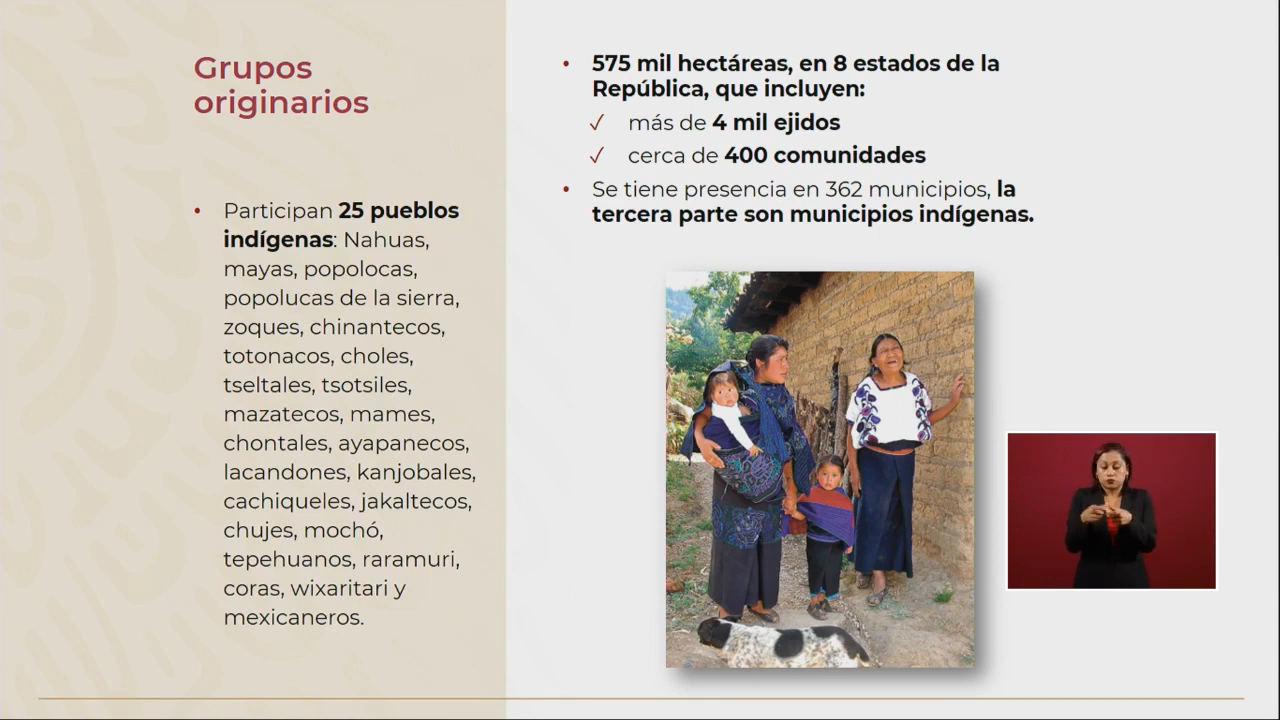 Grupos
originarios
• Participan 25 pueblos
indígenas: Nahuas,
mayas, popolocas,
popolucas de la sierra,
zoques, chinantecos,
totonacos, choles,
tseltales, tsotsiles,
mazatecos, mames,
chontales, ayapanecos,
lacandones, kanjobales,
cachiqueles, jakaltecos,
chujes, mochó,
tepehuanos, raramuri,
coras, wixaritari y
mexicaneros.
• 575 mil hectáreas, en 8 estados de la
República, que incluyen:
✓ más de 4 mil ejidos
✓ cerca de 400 comunidades
• Se tiene presencia en 362 municipios, la
tercera parte son municipios indígenas.